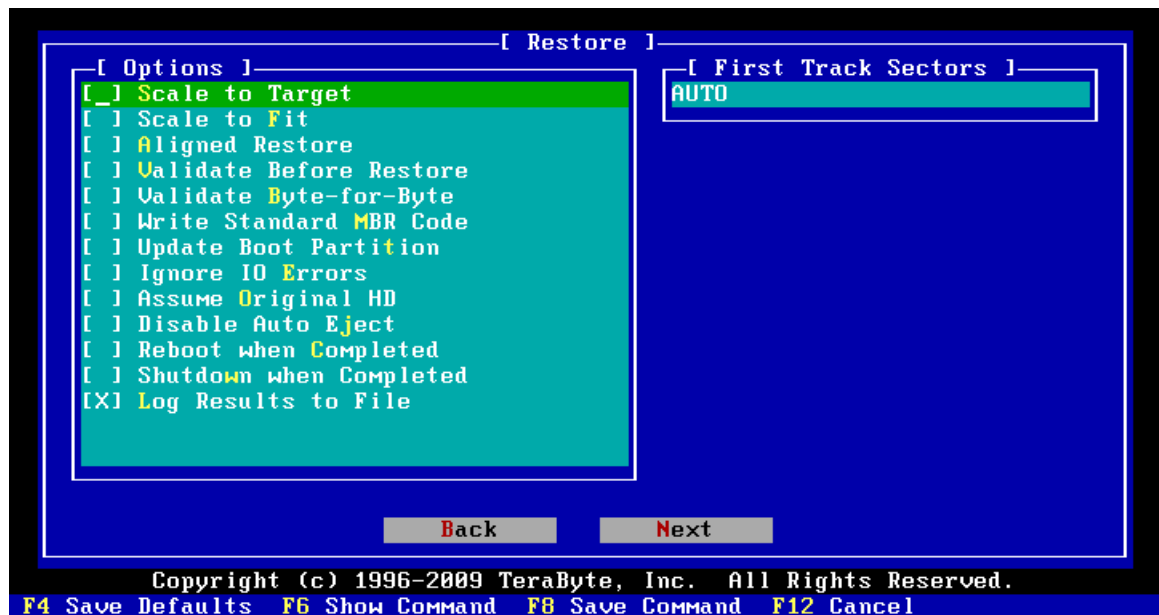 [ Restore ]
[ Options ]
[ First Track Sectors ]
[_] Scale to Target
AUTO
[ ] Scale to Fit
[ ] Aligned Restore
[ ] Validate Before Restore
[ ] Validate Byte-for-Byte
[ ] Write Standard MBR Code
[ ] Update Boot Partition
[ ] Ignore IO Errors
[ ] Assume Original HD
[ ] Disable Auto Eject
[ ] Reboot when Completed
[ ] Shutdown when Completed
[X] Log Results to File
Back Next
Copyright (c) 1996-2009 TeraByte, Inc. All Rights Reserved.
F4 Save Defaults F6 Show Command F8 Save Command F12 Cancel